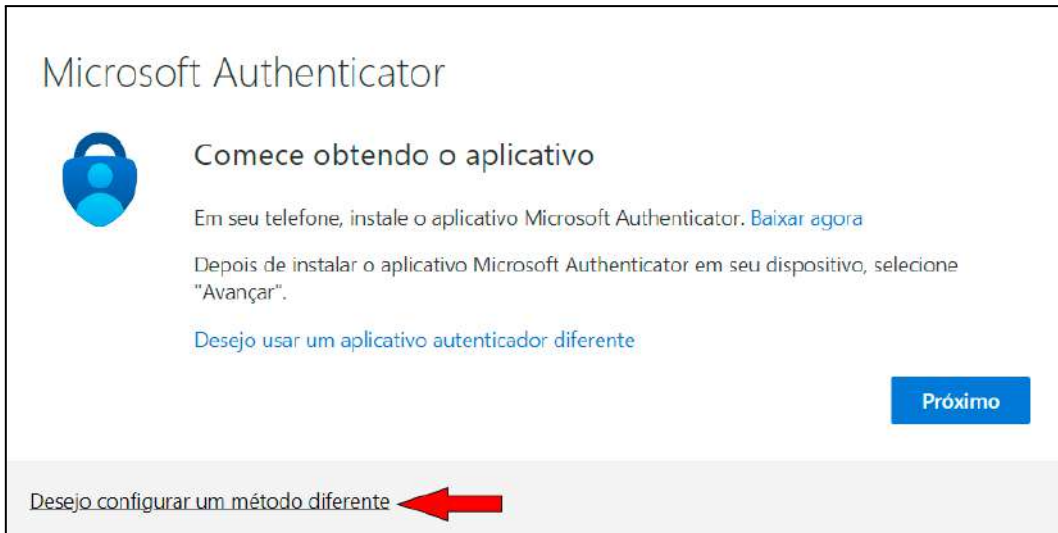 Microsoft Authenticator
Comece obtendo o aplicativo
Em seu telefone, instale o aplicativo Microsoft Authenticator. Baixar agora
Depois de instalar o aplicativo Microsoft Authenticator em seu dispositivo, selecione
"Avançar".
Desejo usar um aplicativo autenticador diferente
Próximo
Desejo configurar um método diferente